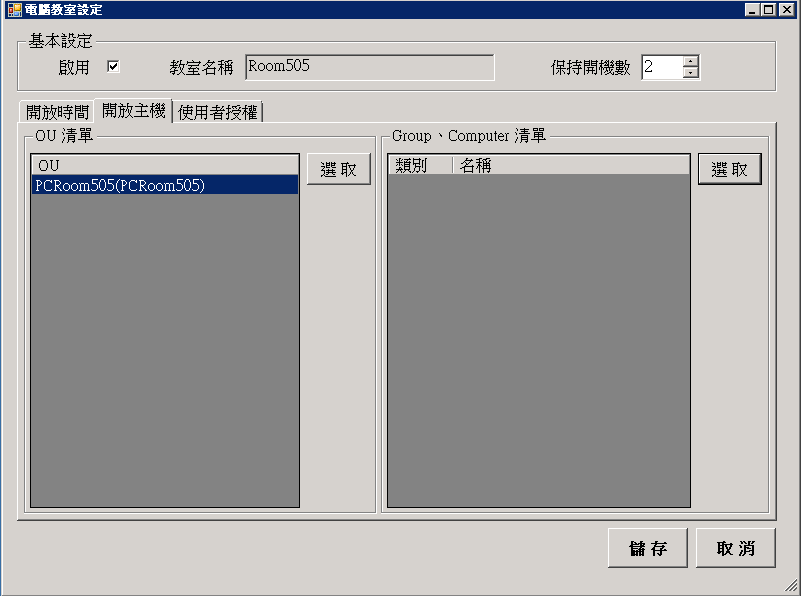 電腦教室設定
基本設定
啟用 教室名稱 Room505 保持開機數 2
開放時間 開放主機 使用者授權
OU 清單 Group、Computer 清單
OU 選取 類別 名稱 選取
PCRoom505(PCRoom505)
儲存 取消